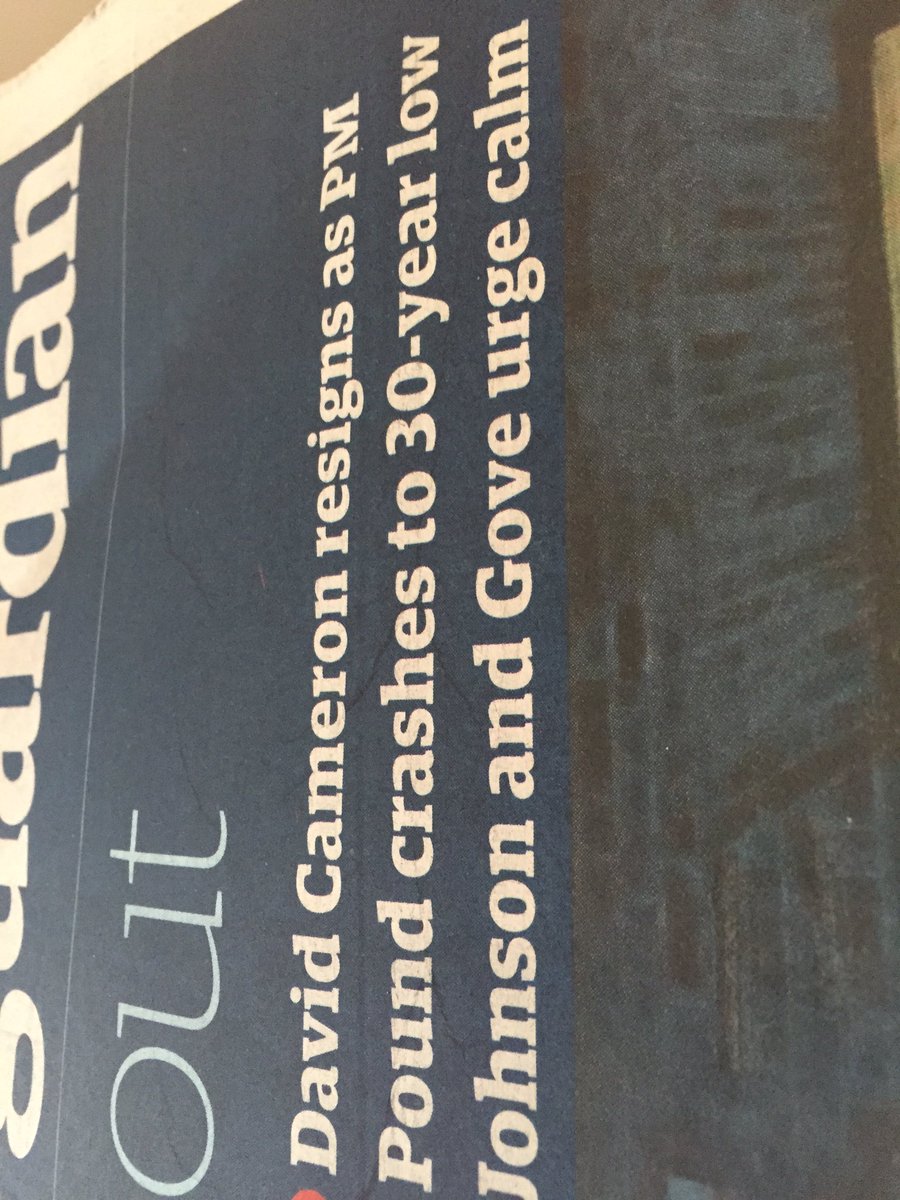 guardian
out
David Cameron resigns as PM
Pound crashes to 30-year low
Johnson and Gove urge calm